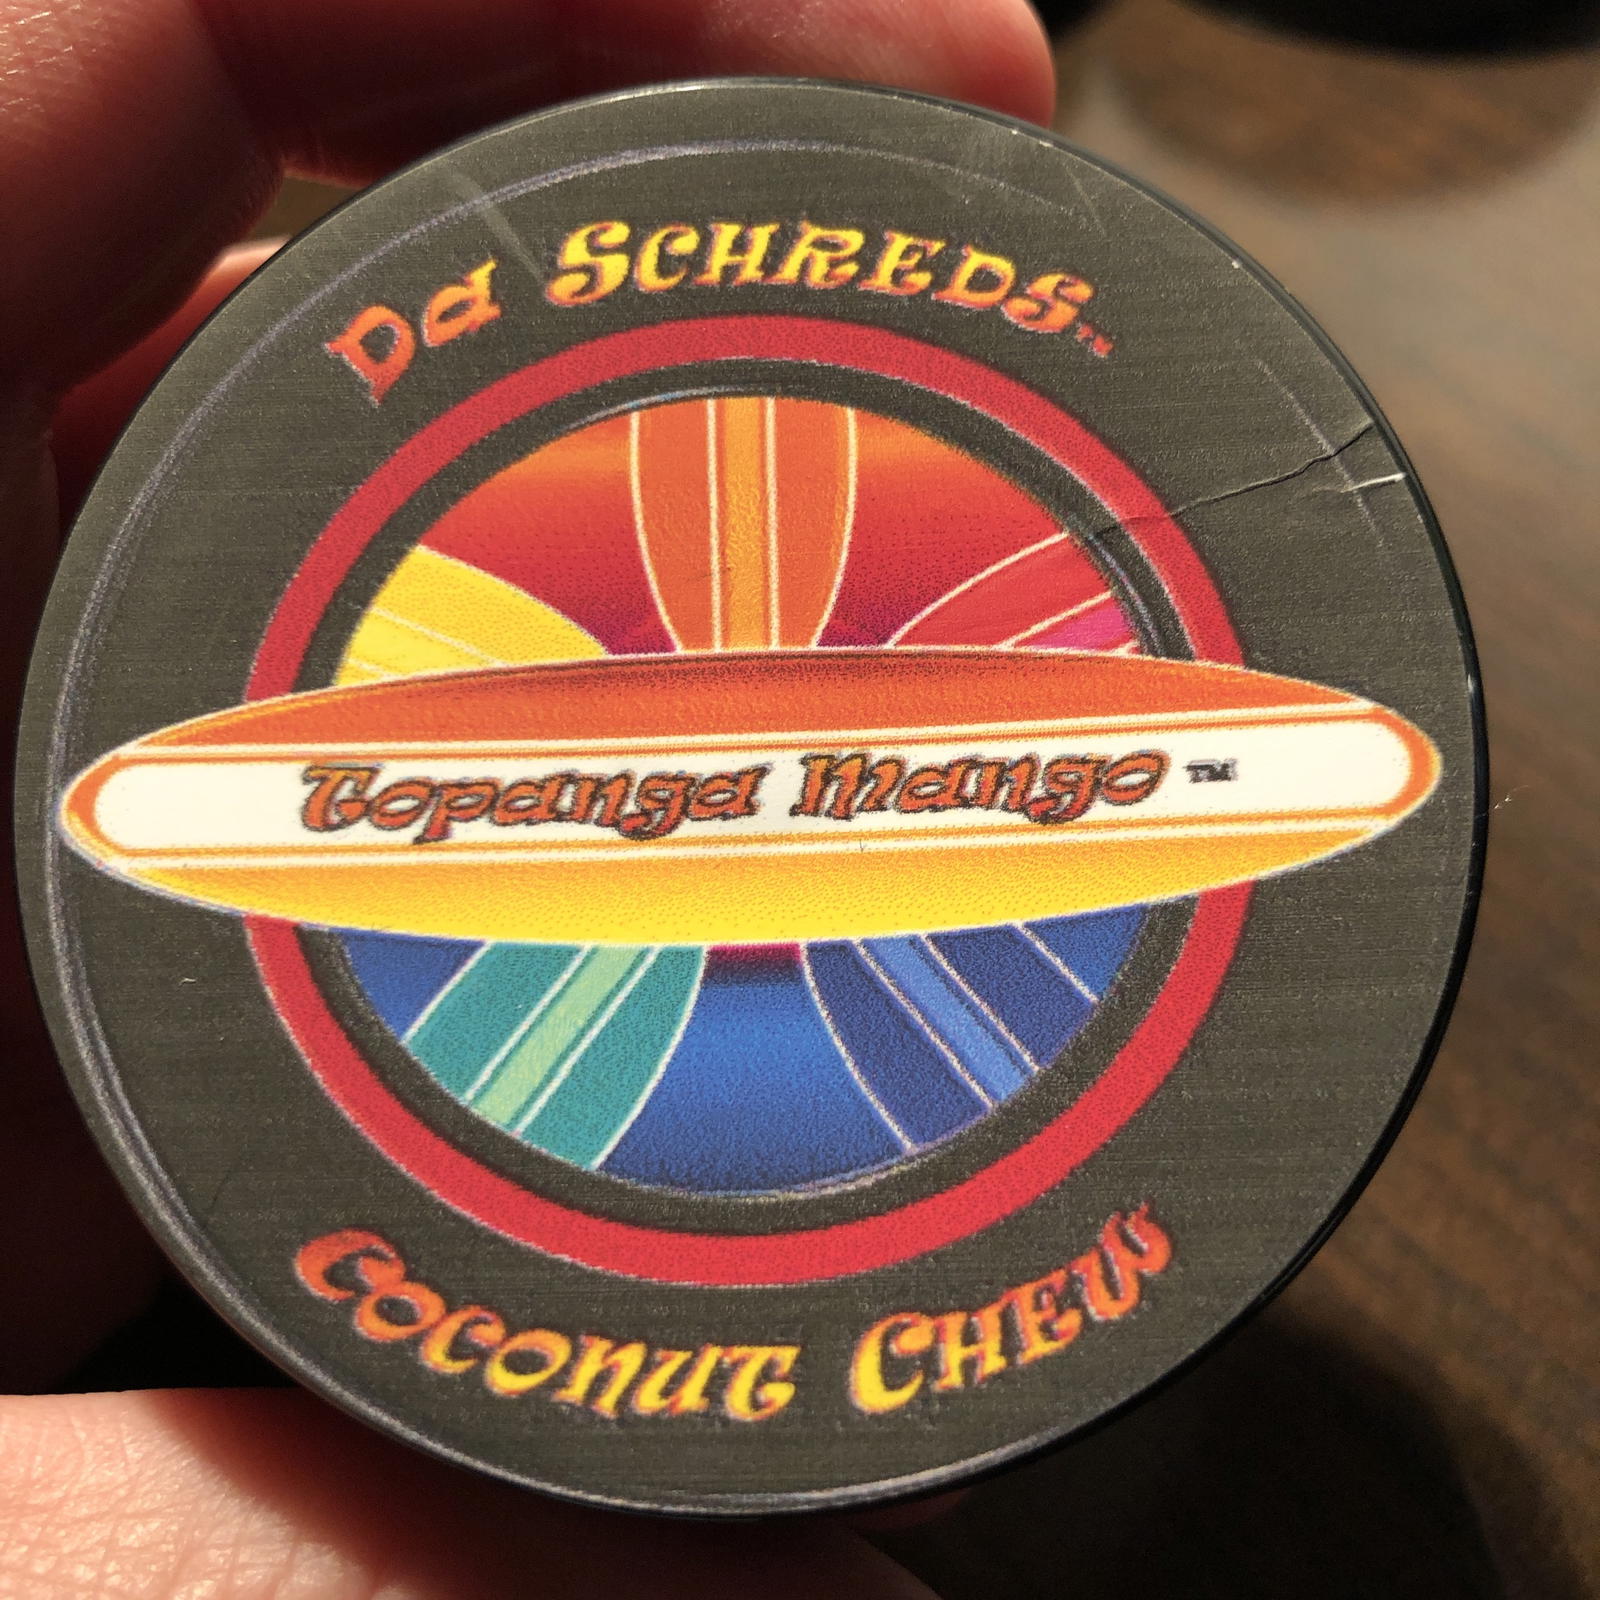 Da SCHREDS™
Topanga Mango™
Coconut Chew